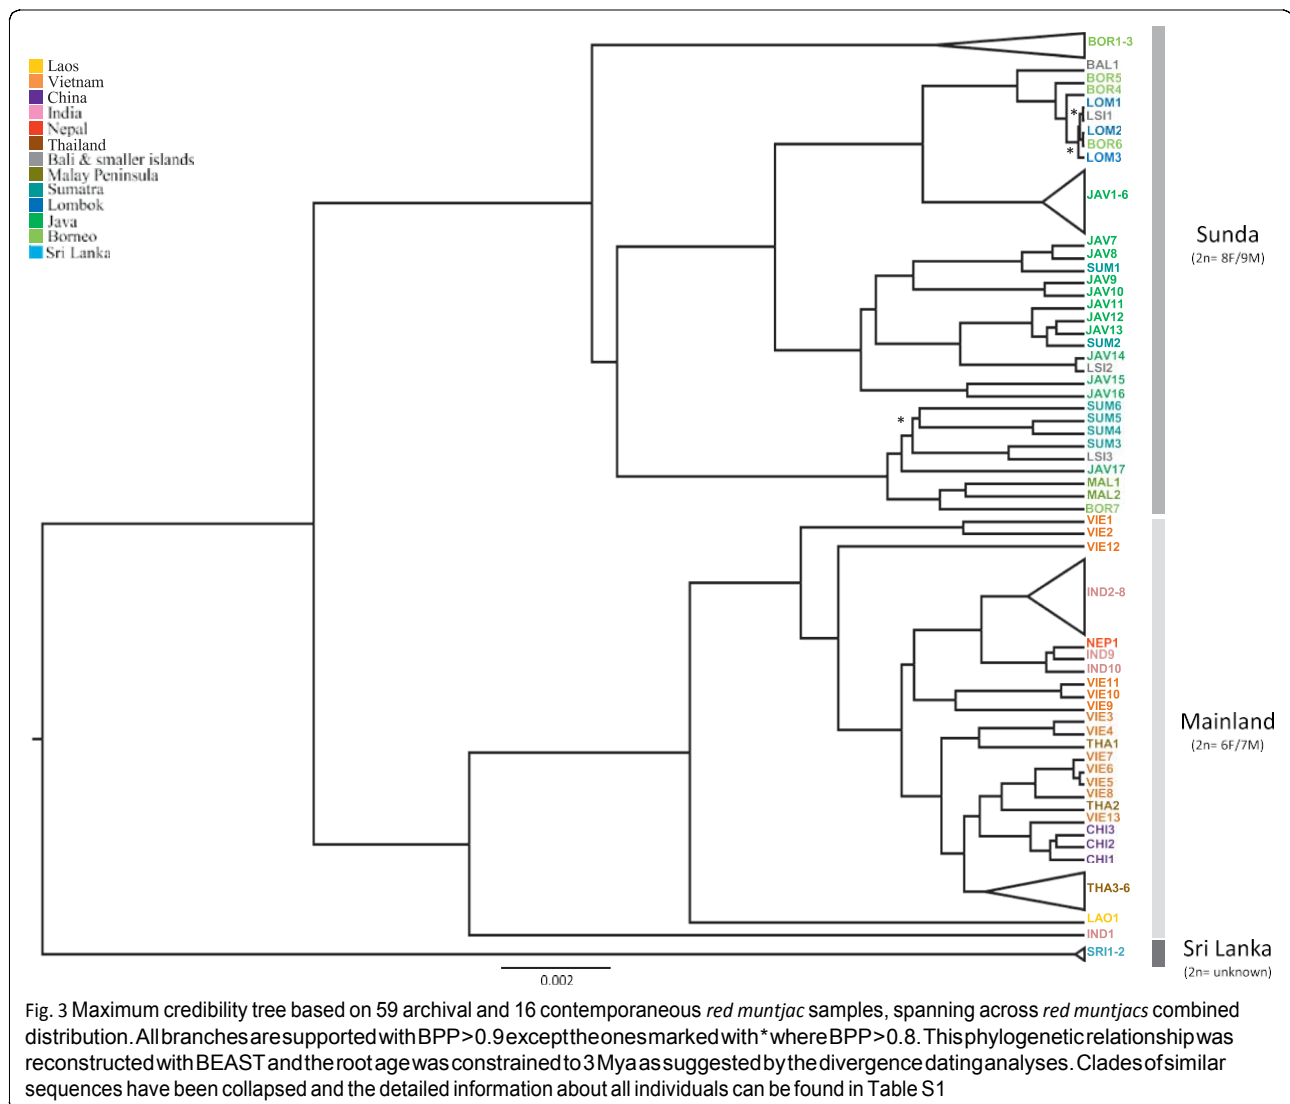 Laos
Vietnam
China
India
Nepal
Thailand
Bali & smaller islands
Malay Peninsula
Sumatra
Lombok
Java
Borneo
Sri Lanka
BOR1-3
BAL1
BOR5
BOR4
LOM1
*
LSI1
LOM2
BOR6
*
LOM3
JAV1-6
JAV7
JAV8
SUM1
JAV9
JAV10
JAV11
JAV12
JAV13
SUM2
JAV14
LSI2
JAV15
JAV16
SUM6
*
SUM5
SUM4
SUM3
LSI3
JAV17
MAL1
MAL2
BOR7
Sunda
(2n= 8F/9M)
VIE1
VIE2
VIE12
IND2-8
NEP1
IND9
IND10
VIE11
VIE10
VIE9
VIE3
VIE4
THA1
VIE7
VIE6
VIE5
VIE8
THA2
VIE13
CHI3
CHI2
CHI1
THA3-6
LAO1
IND1
Mainland
(2n= 6F/7M)
SRI1-2
Sri Lanka
(2n= unknown)
0.002
Fig. 3 Maximum credibility tree based on 59 archival and 16 contemporaneous red muntjac samples, spanning across red muntjacs combined
distribution. All branches are supported with BPP > 0.9 except the ones marked with * where BPP > 0.8. This phylogenetic relationship was
reconstructed with BEAST and the root age was constrained to 3 Mya as suggested by the divergence dating analyses. Clades of similar
sequences have been collapsed and the detailed information about all individuals can be found in Table S1